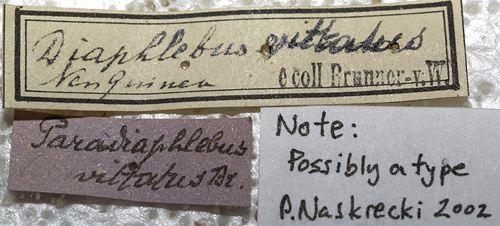 Diaphlebus vittatus
Neu Guinea
e coll Brunner-v.W.
Paradiaphlebus
vittatus Br.
Note:
Possibly a type
P. Naskrecki 2002